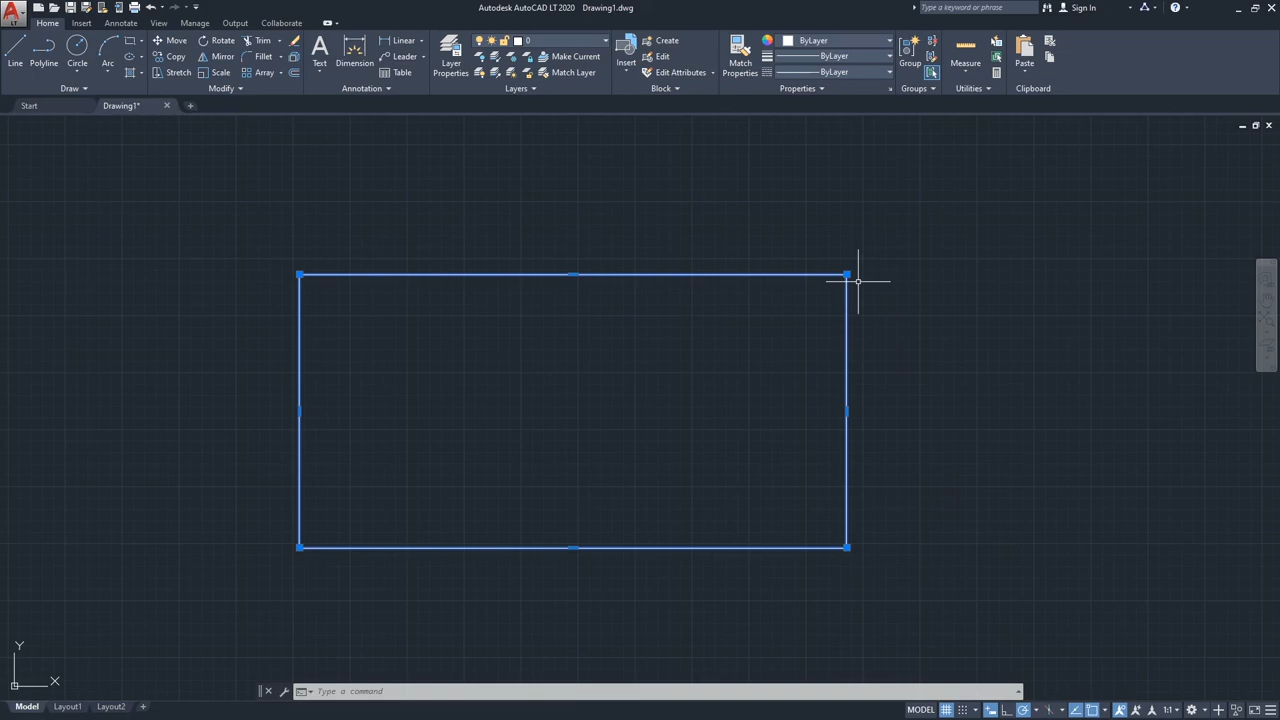 Autodesk AutoCAD LT 2020 Drawing1.dwg
Type a keyword or phrase
Sign In
LT
Home Insert Annotate View Manage Output Collaborate
Line Polyline Circle Arc
Move Rotate Trim
Copy Mirror Fillet
Stretch Scale Array
Text Dimension
Linear
Leader
Table
Layer
Properties
0
Make Current
Match Layer
Insert
Create
Edit
Edit Attributes
Match
Properties
ByLayer
ByLayer
ByLayer
Group
Measure
Paste
Draw Modify Annotation Layers Block Properties Groups Utilities Clipboard
Start Drawing1*
Y
X
Type a command
Model Layout1 Layout2
MODEL 1:1